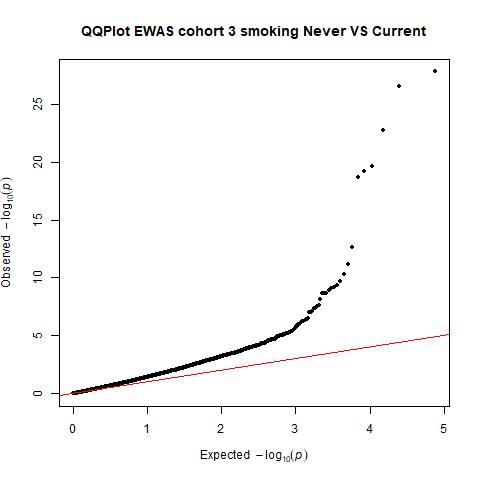 QQPlot EWAS cohort 3 smoking Never VS Current
Observed −log₁₀(p)
25
20
15
10
5
0
0 1 2 3 4 5
Expected −log₁₀(p)